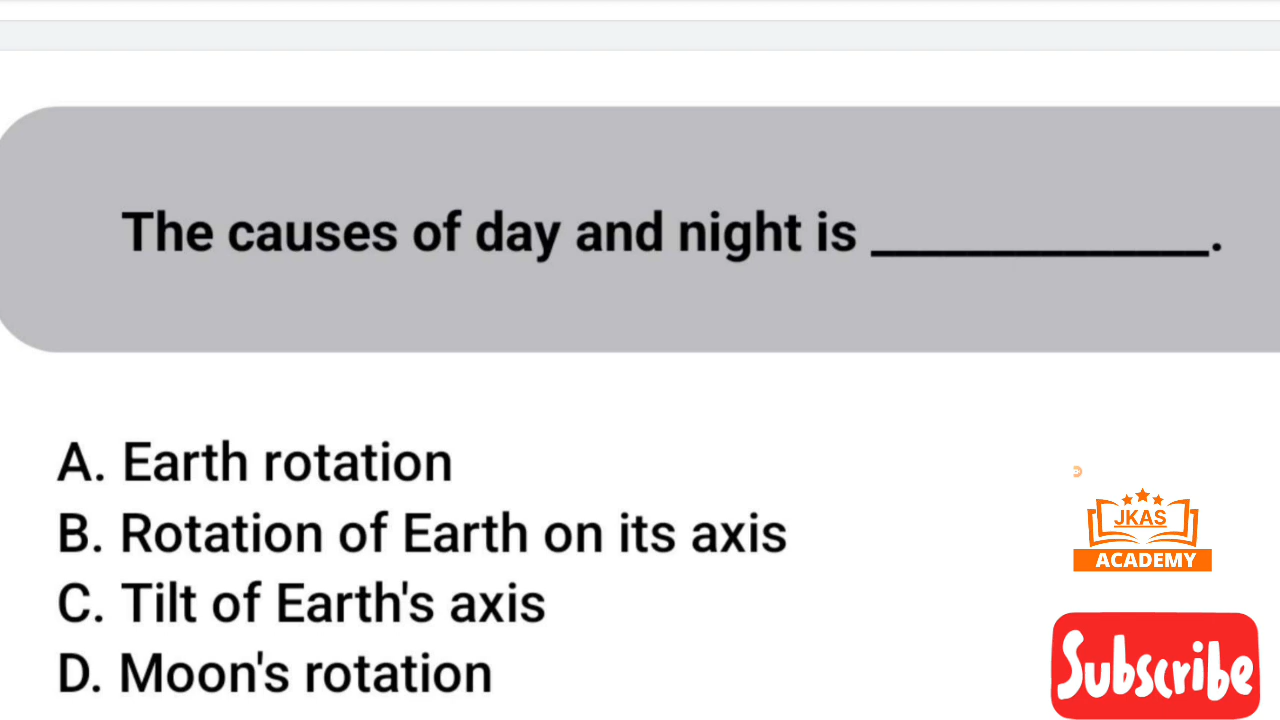 The causes of day and night is ______________.
A. Earth rotation
B. Rotation of Earth on its axis
C. Tilt of Earth's axis
D. Moon's rotation
JKAS
ACADEMY
Subscribe